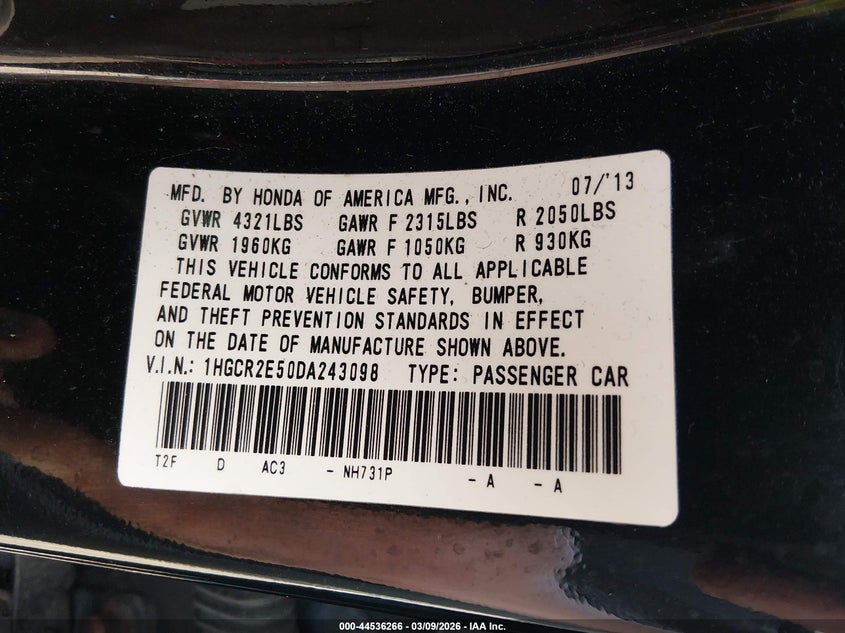 MFD. BY HONDA OF AMERICA MFG., INC. 07/'13
GVWR 4321LBS GAWR F 2315LBS R 2050LBS
GVWR 1960KG GAWR F 1050KG R 930KG
THIS VEHICLE CONFORMS TO ALL APPLICABLE
FEDERAL MOTOR VEHICLE SAFETY, BUMPER,
AND THEFT PREVENTION STANDARDS IN EFFECT
ON THE DATE OF MANUFACTURE SHOWN ABOVE.
V.I.N.: 1HGCR2E50DA243098 TYPE: PASSENGER CAR
T2F D AC3 - NH731P - A - A
000-44536266 - 03/09/2026 - IAA Inc.